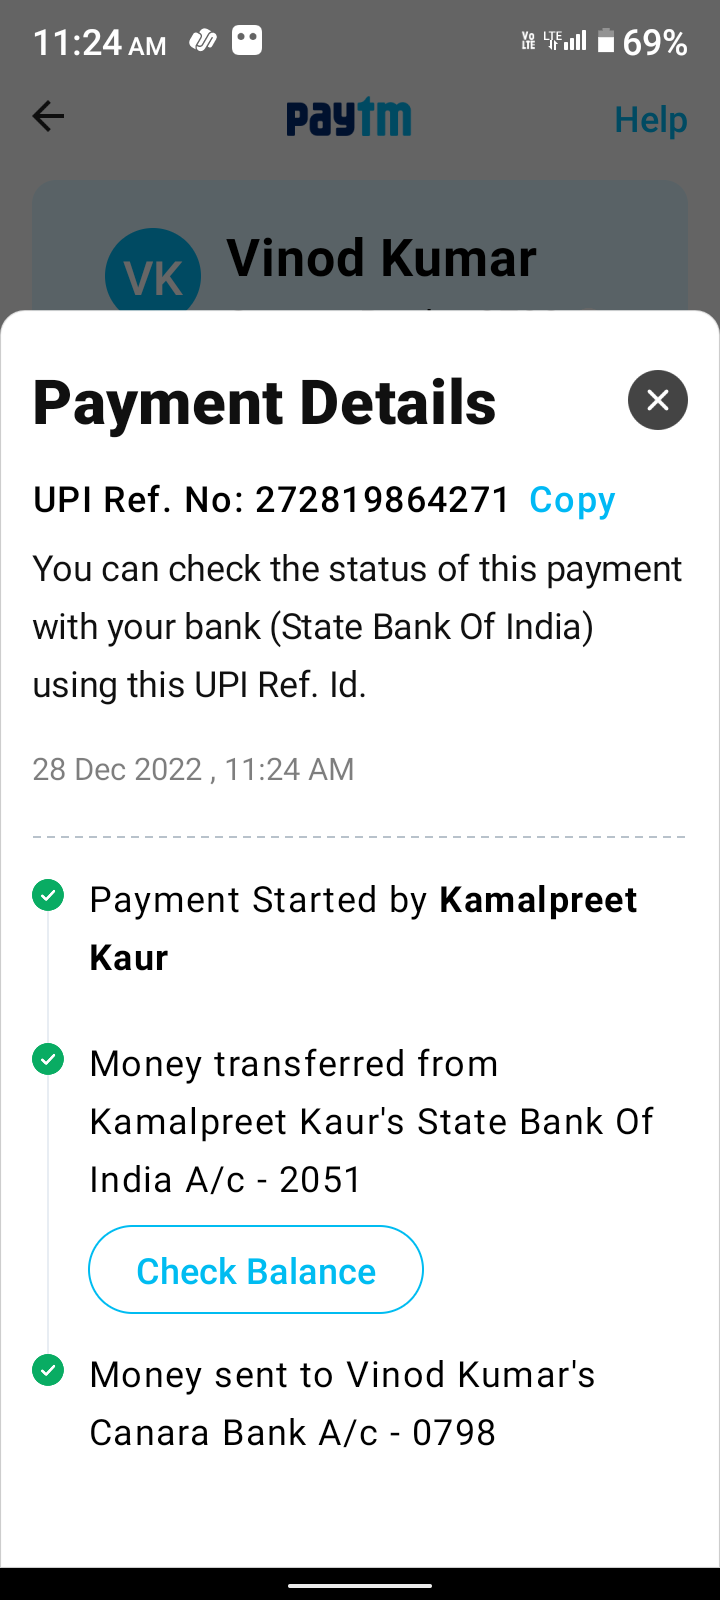 11:24 AM
Vo LTE LTE 69%
paytm
Help
VK
Vinod Kumar
Payment Details
UPI Ref. No: 272819864271 Copy
You can check the status of this payment
with your bank (State Bank Of India)
using this UPI Ref. Id.
28 Dec 2022 , 11:24 AM
Payment Started by Kamalpreet
Kaur
Money transferred from
Kamalpreet Kaur's State Bank Of
India A/c - 2051
Check Balance
Money sent to Vinod Kumar's
Canara Bank A/c - 0798